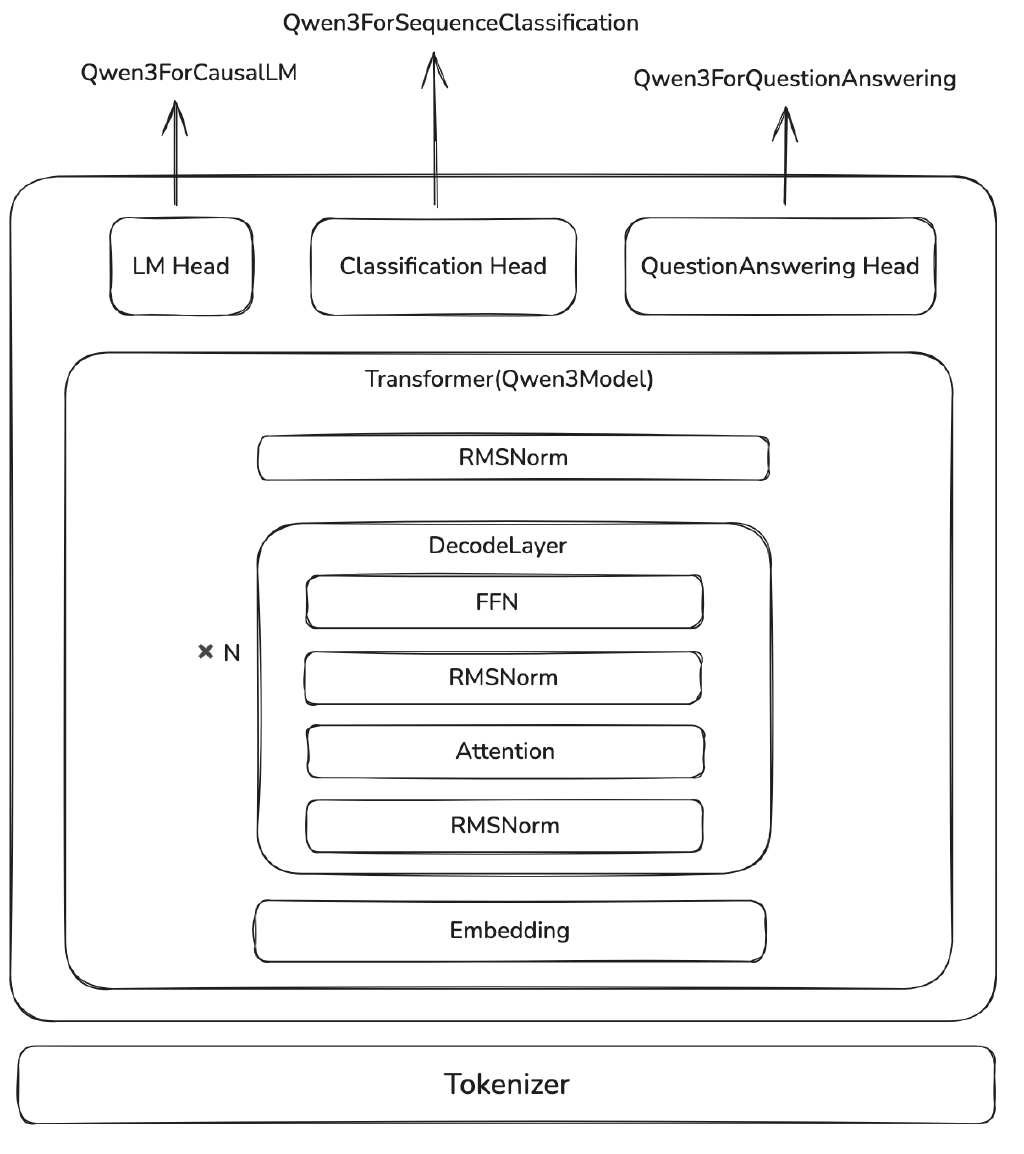 Qwen3ForSequenceClassification
Qwen3ForCausalLM
Qwen3ForQuestionAnswering
LM Head
Classification Head
QuestionAnswering Head
Transformer(Qwen3Model)
RMSNorm
DecodeLayer
FFN
× N
RMSNorm
Attention
RMSNorm
Embedding
Tokenizer